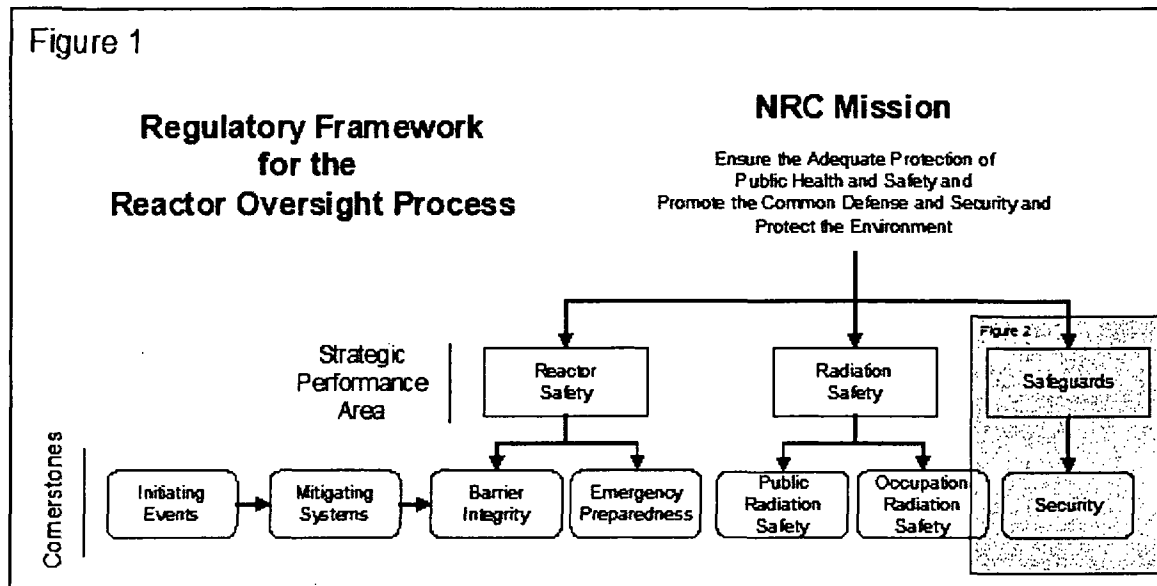 Figure 1
Regulatory Framework
for the
Reactor Oversight Process
NRC Mission
Ensure the Adequate Protection of
Public Health and Safety and
Promote the Common Defense and Security and
Protect the Environment
Figure 2
Strategic
Performance
Area
Reactor
Safety
Radiation
Safety
Safeguards
Cornerstones
Initiating
Events
Mitigating
Systems
Barrier
Integrity
Emergency
Preparedness
Public
Radiation
Safety
Occupation
Radiation
Safety
Security